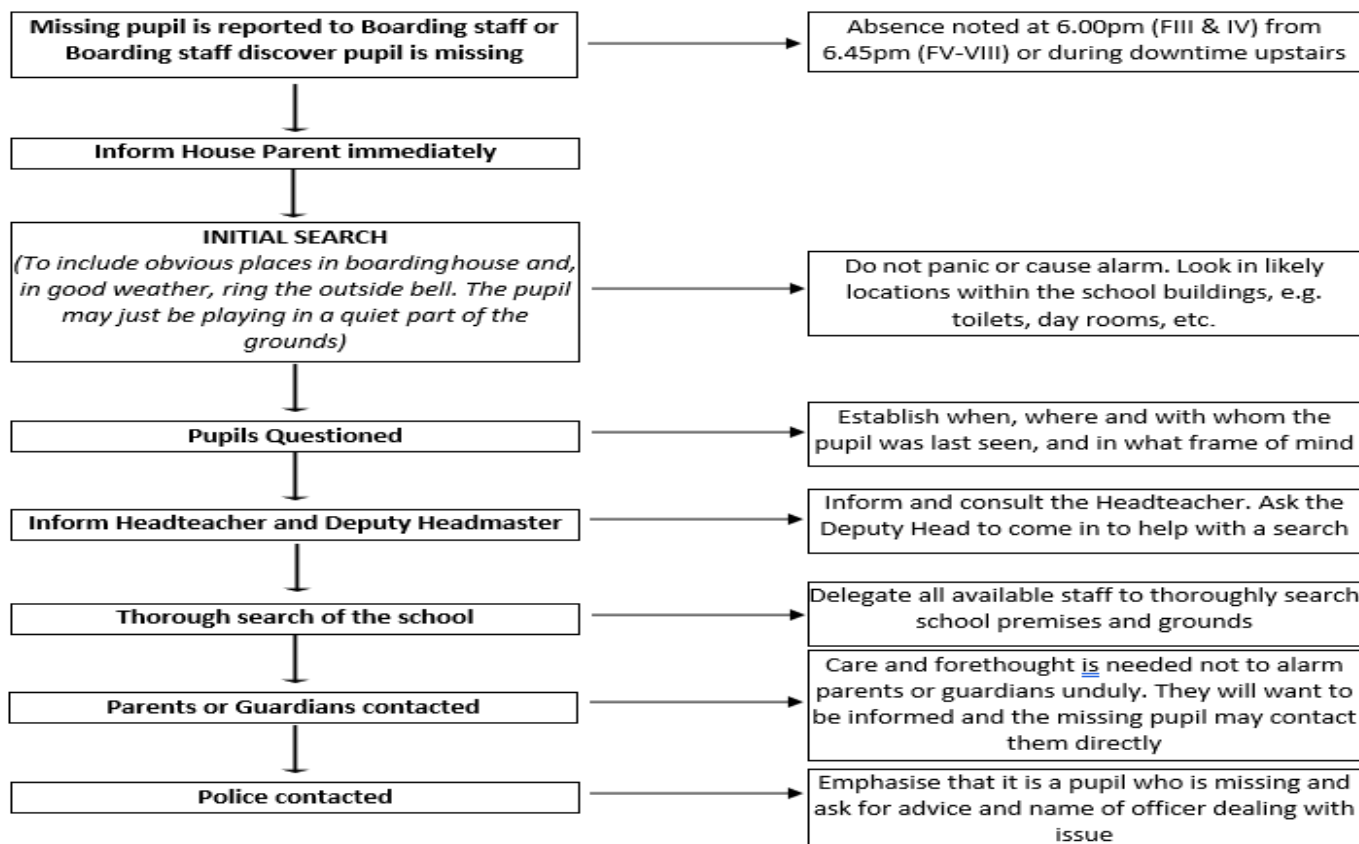 Missing pupil is reported to Boarding staff or
Boarding staff discover pupil is missing
Absence noted at 6.00pm (FIII & IV) from
6.45pm (FV-VIII) or during downtime upstairs
Inform House Parent immediately
INITIAL SEARCH
(To include obvious places in boardinghouse and,
in good weather, ring the outside bell. The pupil
may just be playing in a quiet part of the
grounds)
Do not panic or cause alarm. Look in likely
locations within the school buildings, e.g.
toilets, day rooms, etc.
Pupils Questioned
Establish when, where and with whom the
pupil was last seen, and in what frame of mind
Inform Headteacher and Deputy Headmaster
Inform and consult the Headteacher. Ask the
Deputy Head to come in to help with a search
Thorough search of the school
Delegate all available staff to thoroughly search
school premises and grounds
Parents or Guardians contacted
Care and forethought is needed not to alarm
parents or guardians unduly. They will want to
be informed and the missing pupil may contact
them directly
Police contacted
Emphasise that it is a pupil who is missing and
ask for advice and name of officer dealing with
issue